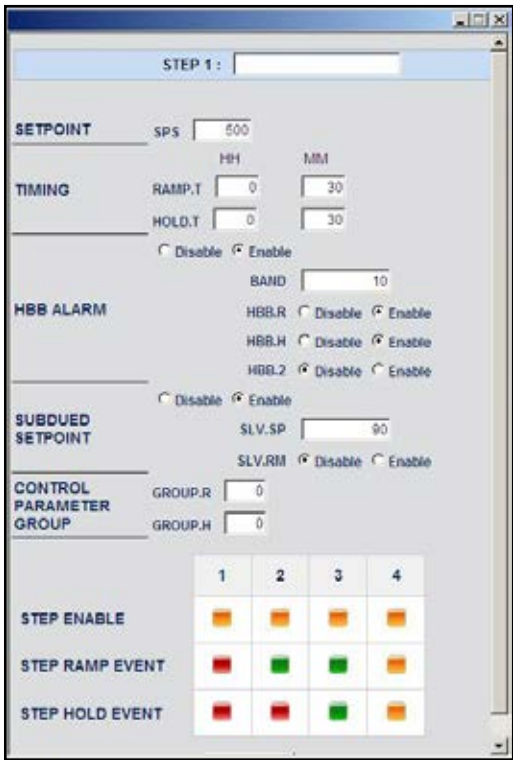 STEP 1 :
SETPOINT SPS 500
HH MM
TIMING RAMP.T 0 30
HOLD.T 0 30
Disable Enable
BAND 10
HBB ALARM HBB.R Disable Enable
HBB.H Disable Enable
HBB.2 Disable Enable
Disable Enable
SUBDUED
SETPOINT SLV.SP 90
SLV.RM Disable Enable
CONTROL
PARAMETER
GROUP
GROUP.R 0
GROUP.H 0
1 2 3 4
STEP ENABLE
STEP RAMP EVENT
STEP HOLD EVENT